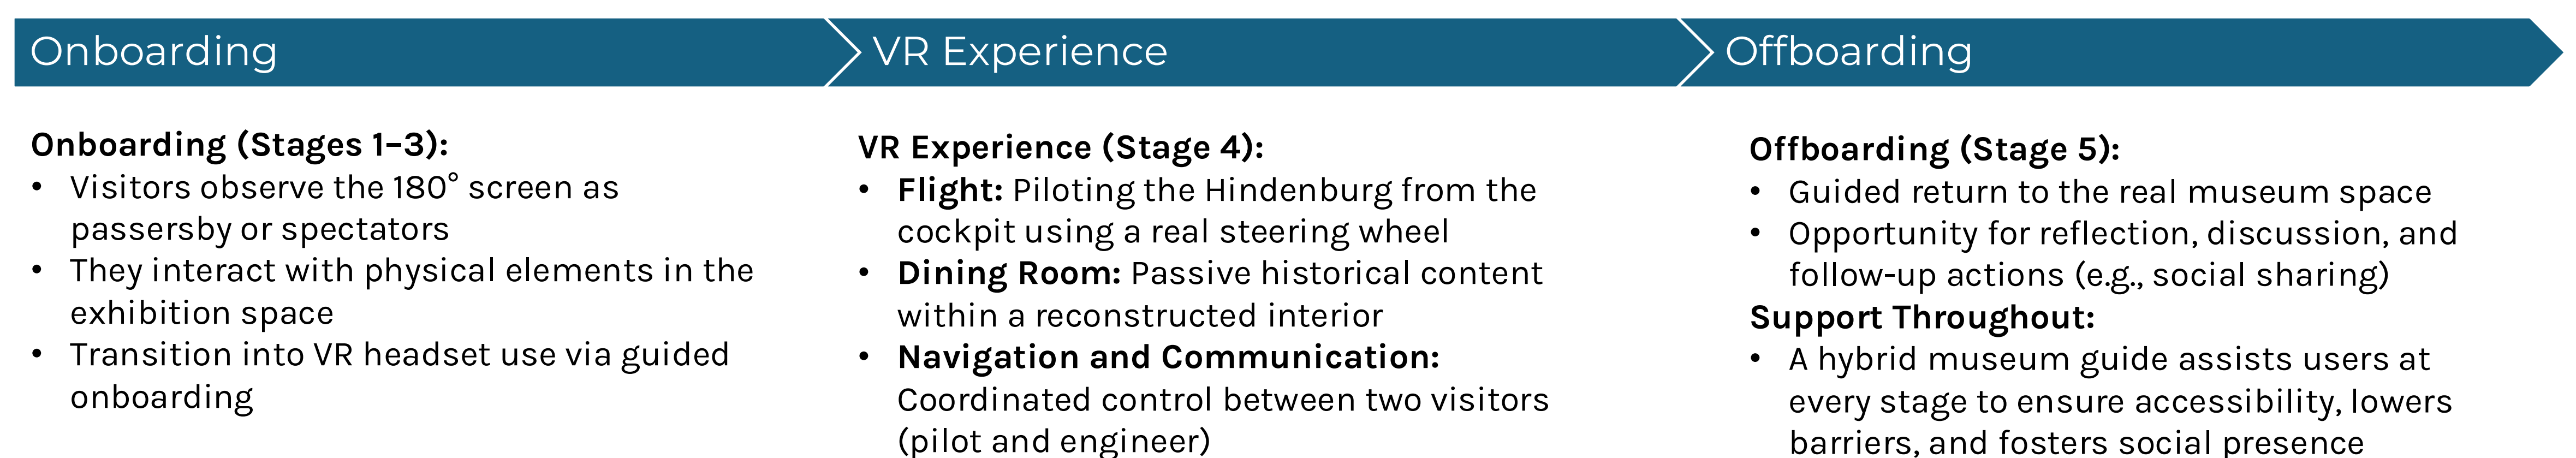 Onboarding
VR Experience
Offboarding
Onboarding (Stages 1–3):
• Visitors observe the 180° screen as
passersby or spectators
• They interact with physical elements in the
exhibition space
• Transition into VR headset use via guided
onboarding
VR Experience (Stage 4):
• Flight: Piloting the Hindenburg from the
cockpit using a real steering wheel
• Dining Room: Passive historical content
within a reconstructed interior
• Navigation and Communication:
Coordinated control between two visitors
(pilot and engineer)
Offboarding (Stage 5):
• Guided return to the real museum space
• Opportunity for reflection, discussion, and
follow-up actions (e.g., social sharing)
Support Throughout:
• A hybrid museum guide assists users at
every stage to ensure accessibility, lowers
barriers, and fosters social presence